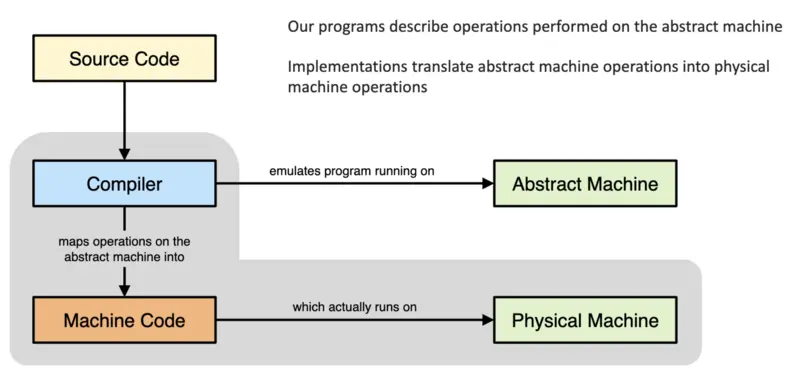 Our programs describe operations performed on the abstract machine
Source Code
Implementations translate abstract machine operations into physical
machine operations
Compiler
emulates program running on
Abstract Machine
maps operations on the
abstract machine into
Machine Code
which actually runs on
Physical Machine